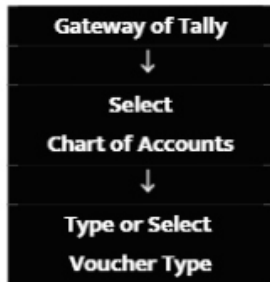 Gateway of Tally
↓
Select
Chart of Accounts
↓
Type or Select
Voucher Type